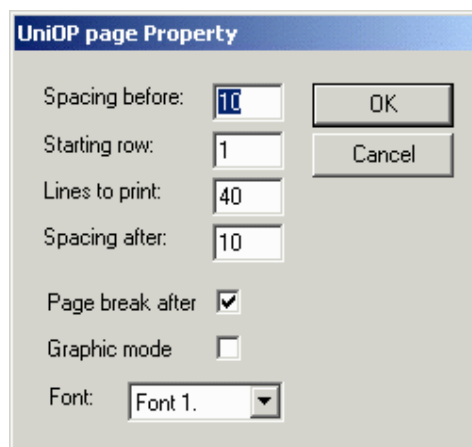 UniOP page Property
Spacing before: 10
OK
Starting row: 1
Cancel
Lines to print: 40
Spacing after: 10
Page break after
Graphic mode
Font: Font 1.